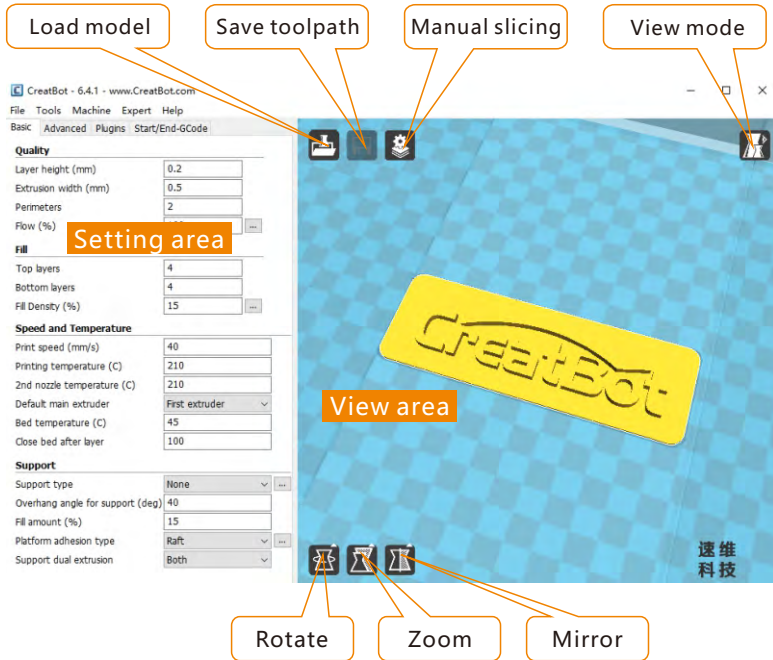 Load model
Save toolpath
Manual slicing
View mode
CreatBot - 6.4.1 - www.CreatBot.com
File Tools Machine Expert Help
Basic Advanced Plugins Start/End-GCode
Quality
Layer height (mm) 0.2
Extrusion width (mm) 0.5
Perimeters 2
Flow (%) ...
Setting area
Fill
Top layers 4
Bottom layers 4
Fill Density (%) 15 ...
Speed and Temperature
Print speed (mm/s) 40
Printing temperature (C) 210
2nd nozzle temperature (C) 210
Default main extruder First extruder
Bed temperature (C) 45
Close bed after layer 100
Support
Support type None ...
Overhang angle for support (deg) 40
Fill amount (%) 15
Platform adhesion type Raft ...
Support dual extrusion Both
CreatBot
View area
速维
科技
Rotate
Zoom
Mirror